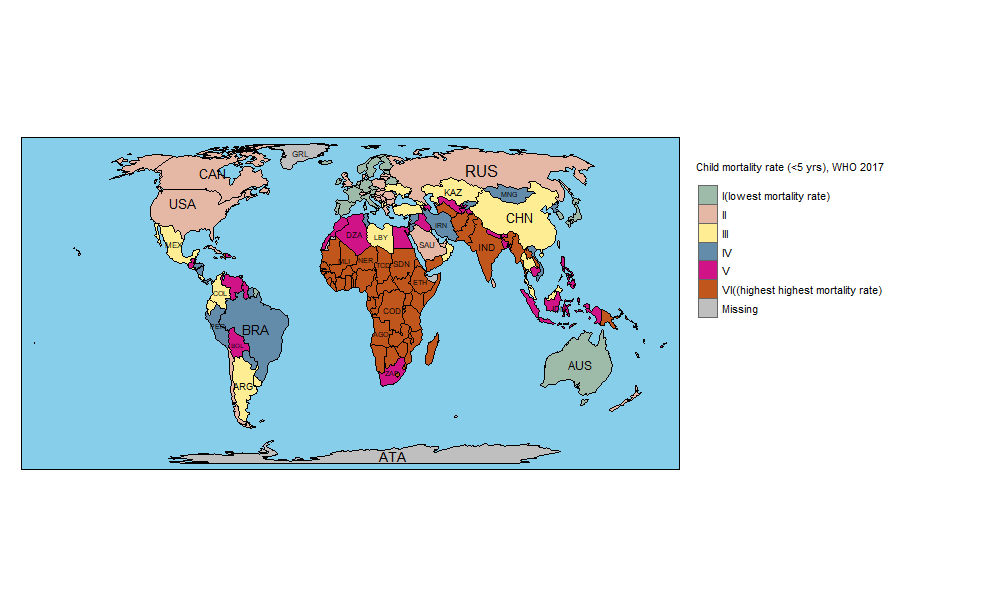 GRL
CAN
RUS
USA
KAZ
MNG
CHN
MEX
DZA
LBY
IRN
SAU
IND
MLI
NER
TCD
SDN
ETH
COL
COD
PER
BRA
AGO
BOL
AUS
ZAF
ARG
ATA
Child mortality rate (<5 yrs), WHO 2017
I(lowest mortality rate)
II
III
IV
V
VI((highest highest mortality rate)
Missing